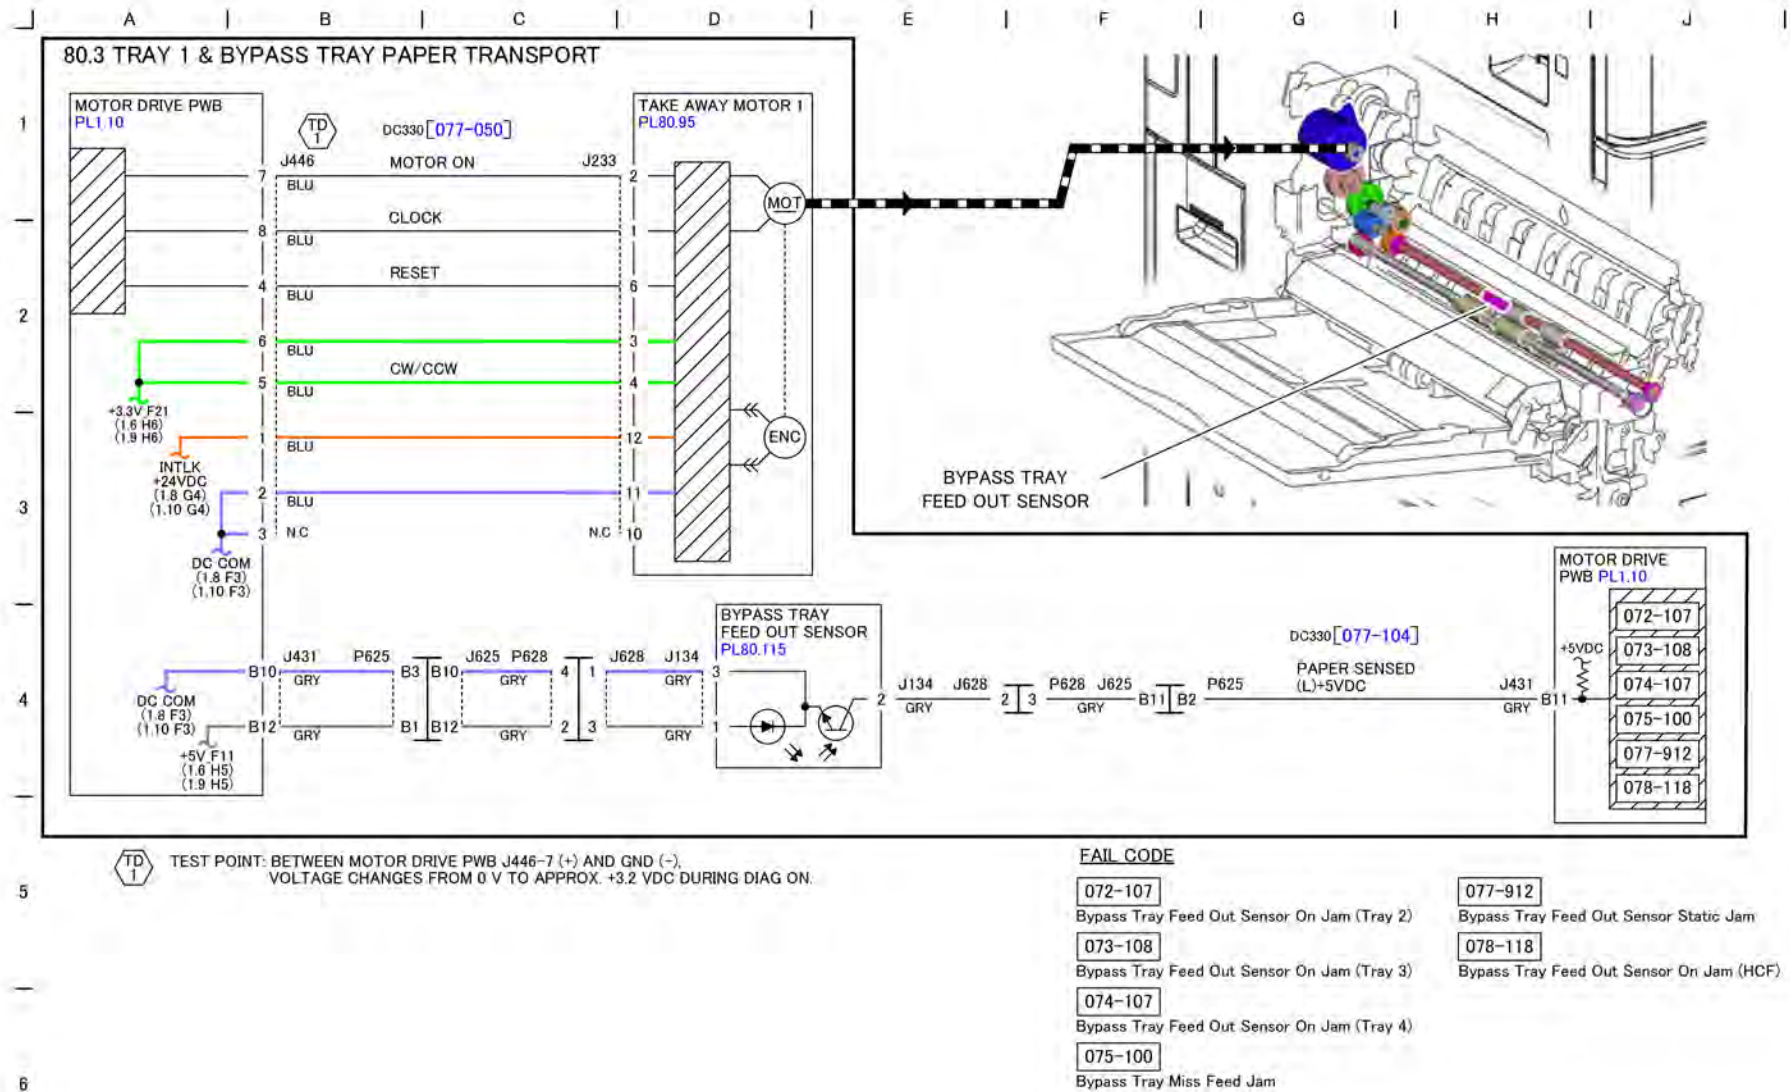 A B C D E F G H J
1
2
3
4
5
6
80.3 TRAY 1 & BYPASS TRAY PAPER TRANSPORT
MOTOR DRIVE PWB
PL1.10
TD
1
DC330[077-050]
TAKE AWAY MOTOR 1
PL80.95
J446 MOTOR ON J233
7 BLU 2
MOT
CLOCK
8 BLU 1
RESET
4 BLU 6
6 BLU 3
CW/CCW
5 BLU 4
+3.3V_F21
(1.6 H6)
(1.9 H6)
1 BLU 12
ENC
INTLK
+24VDC
(1.8 G4)
(1.10 G4)
2 BLU 11
3 N.C N.C 10
DC COM
(1.8 F3)
(1.10 F3)
BYPASS TRAY
FEED OUT SENSOR
BYPASS TRAY
FEED OUT SENSOR
PL80.115
J431 P625 J625 P628 J628 J134
B10 GRY B3 B10 GRY 4 1 GRY 3
B12 GRY B1 B12 GRY 2 3 GRY 1
DC COM
(1.8 F3)
(1.10 F3)
+5V_F11
(1.6 H5)
(1.9 H5)
J134 J628 P628 J625 P625 J431
2 GRY 2 3 GRY B11 B2 GRY B11
DC330[077-104]
PAPER SENSED
(L)+5VDC
MOTOR DRIVE
PWB PL1.10
+5VDC
072-107
073-108
074-107
075-100
077-912
078-118
TD
1
TEST POINT: BETWEEN MOTOR DRIVE PWB J446-7 (+) AND GND (-),
VOLTAGE CHANGES FROM 0 V TO APPROX. +3.2 VDC DURING DIAG ON.
FAIL CODE
072-107
Bypass Tray Feed Out Sensor On Jam (Tray 2)
073-108
Bypass Tray Feed Out Sensor On Jam (Tray 3)
074-107
Bypass Tray Feed Out Sensor On Jam (Tray 4)
075-100
Bypass Tray Miss Feed Jam
077-912
Bypass Tray Feed Out Sensor Static Jam
078-118
Bypass Tray Feed Out Sensor On Jam (HCF)